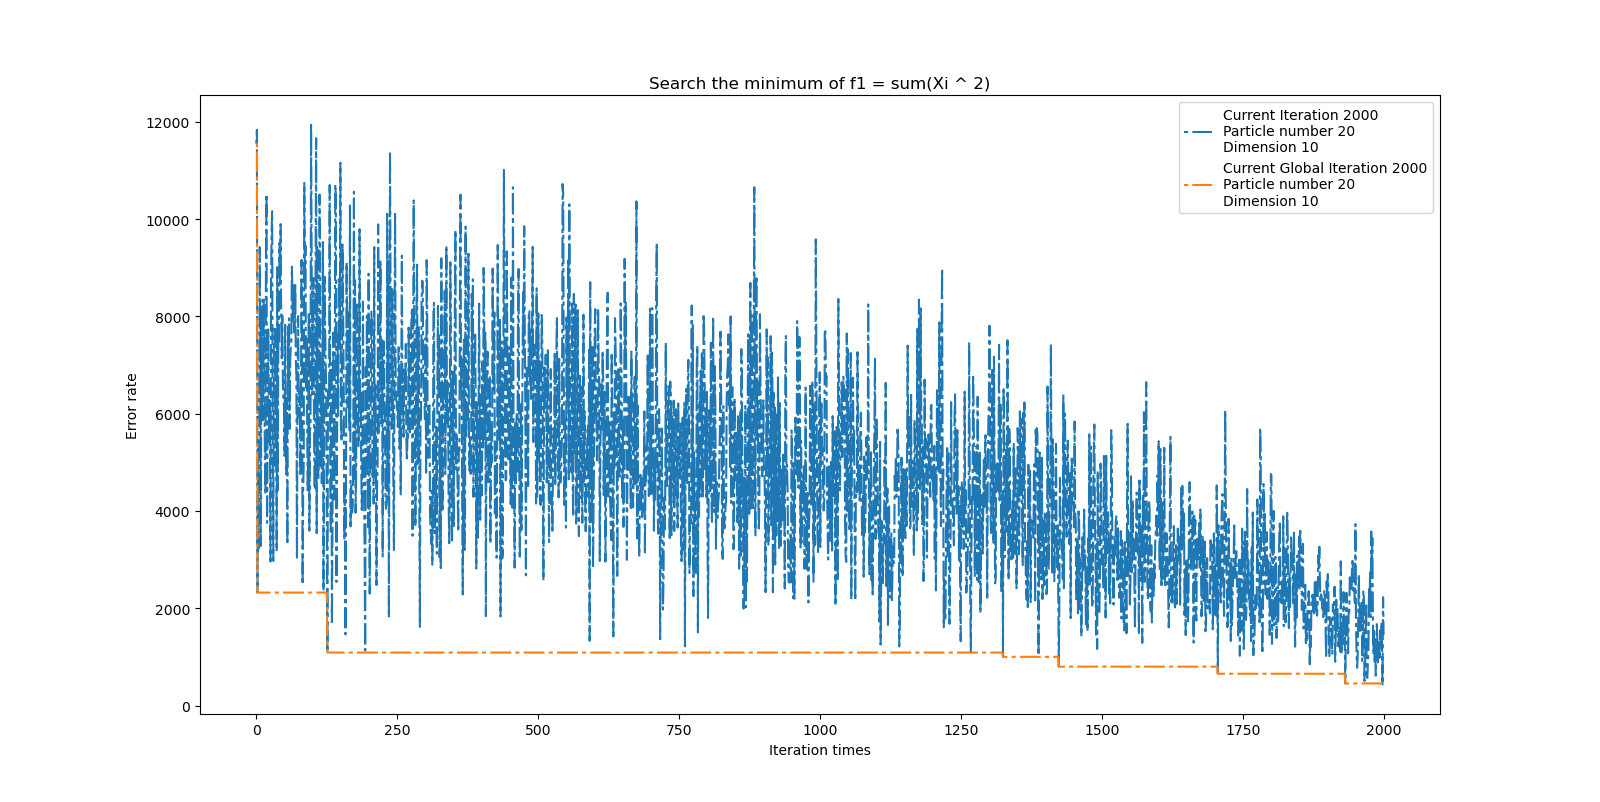 Search the minimum of f1 = sum(Xi ^ 2)
Current Iteration 2000
Particle number 20
Dimension 10
Current Global Iteration 2000
Particle number 20
Dimension 10
12000
10000
8000
6000
4000
2000
0
Error rate
0
250
500
750
1000
1250
1500
1750
2000
Iteration times